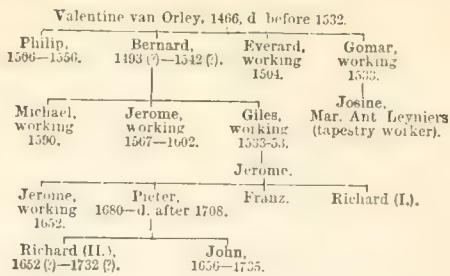 Valentine van Orley, 1466, d before 1532.
Philip, Bernard, Everard, Gomar,
1506—1556. 1493 (?)—1542 (?). working working
1504. 1533.
Josine,
Michael, Jerome, Giles, Mar. Ant Leyniers
working working working (tapestry worker).
1590. 1567—1602. 1533-53.
Jerome.
Jerome, Pieter, Franz. Richard (I.).
working 1680—d. after 1708.
1652.
Richard (II.), John,
1652 (?)—1732 (?). 1656—1735.